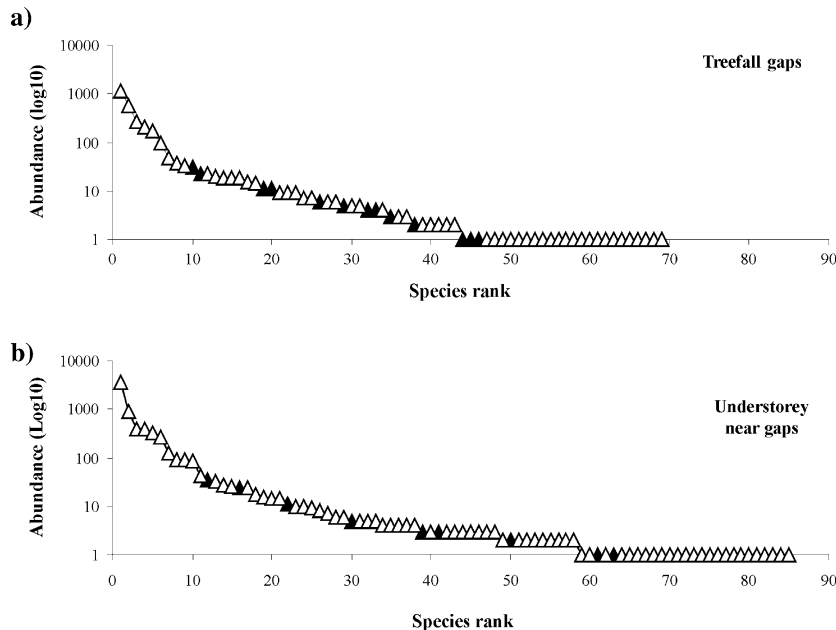 a)
Treefall gaps
Abundance (log10)
10000
1000
100
10
1
0 10 20 30 40 50 60 70 80 90
Species rank
b)
Understorey
near gaps
Abundance (Log10)
10000
1000
100
10
1
0 10 20 30 40 50 60 70 80 90
Species rank